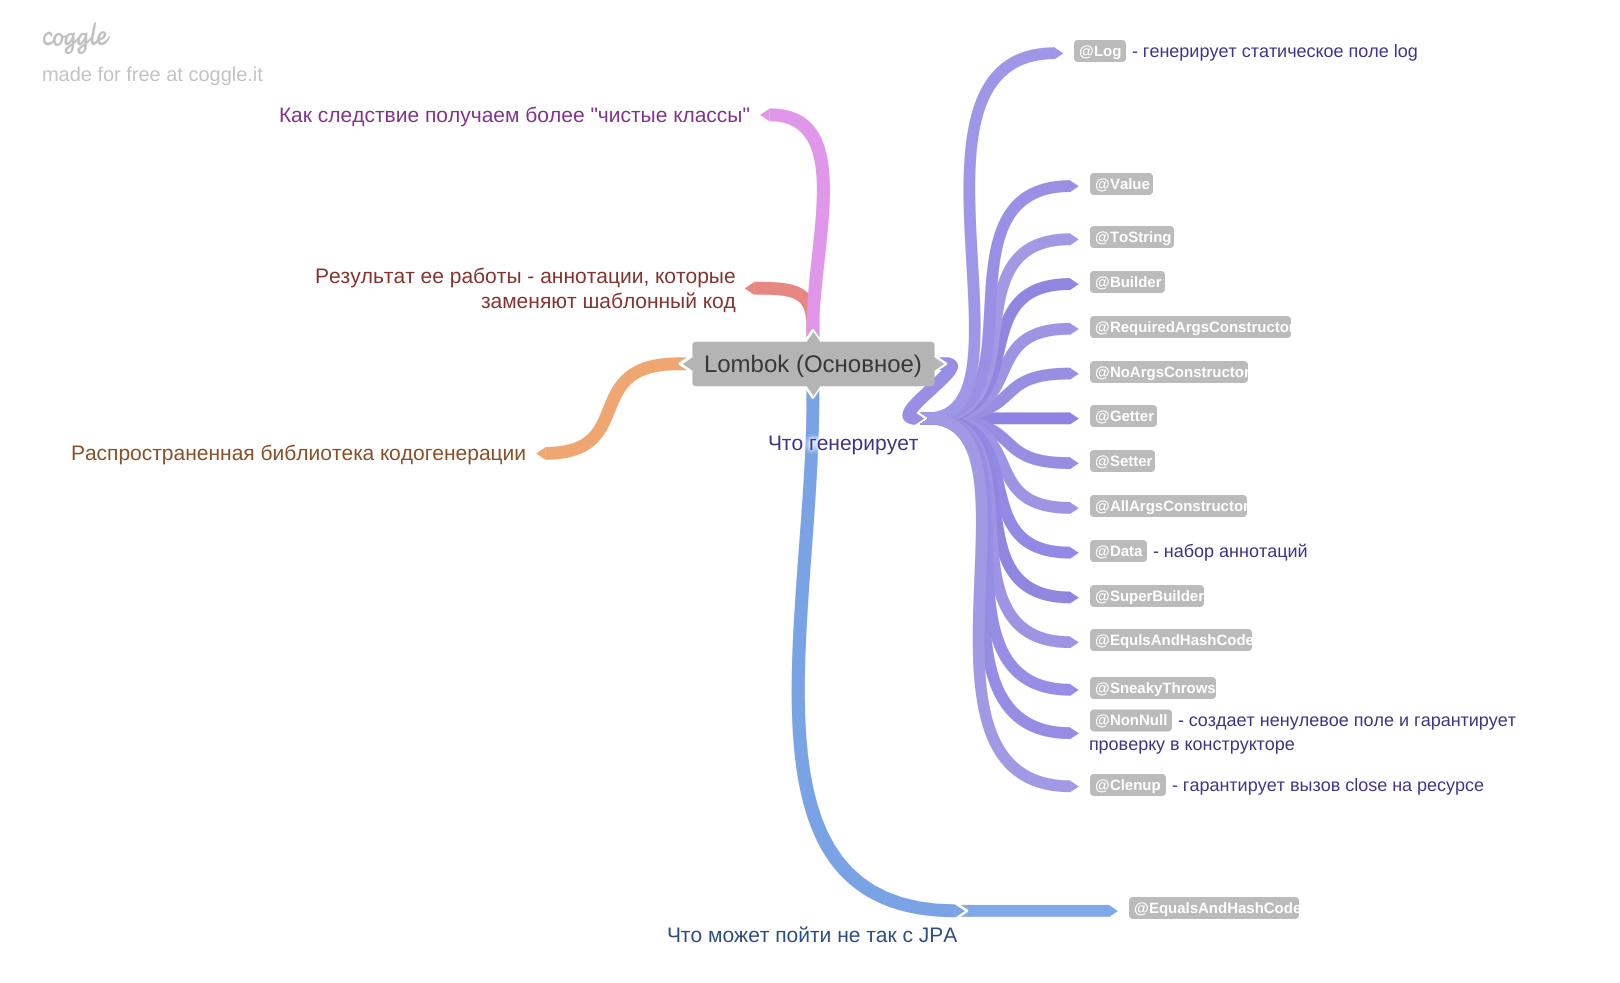 coggle
made for free at coggle.it
Как следствие получаем более "чистые классы"
Результат ее работы - аннотации, которые
заменяют шаблонный код
Lombok (Основное)
Распространенная библиотека кодогенерации
Что генерирует
@Log - генерирует статическое поле log
@Value
@ToString
@Builder
@RequiredArgsConstructor
@NoArgsConstructor
@Getter
@Setter
@AllArgsConstructor
@Data - набор аннотаций
@SuperBuilder
@EqulsAndHashCode
@SneakyThrows
@NonNull - создает ненулевое поле и гарантирует
проверку в конструкторе
@Clenup - гарантирует вызов close на ресурсе
Что может пойти не так с JPA
@EqualsAndHashCode